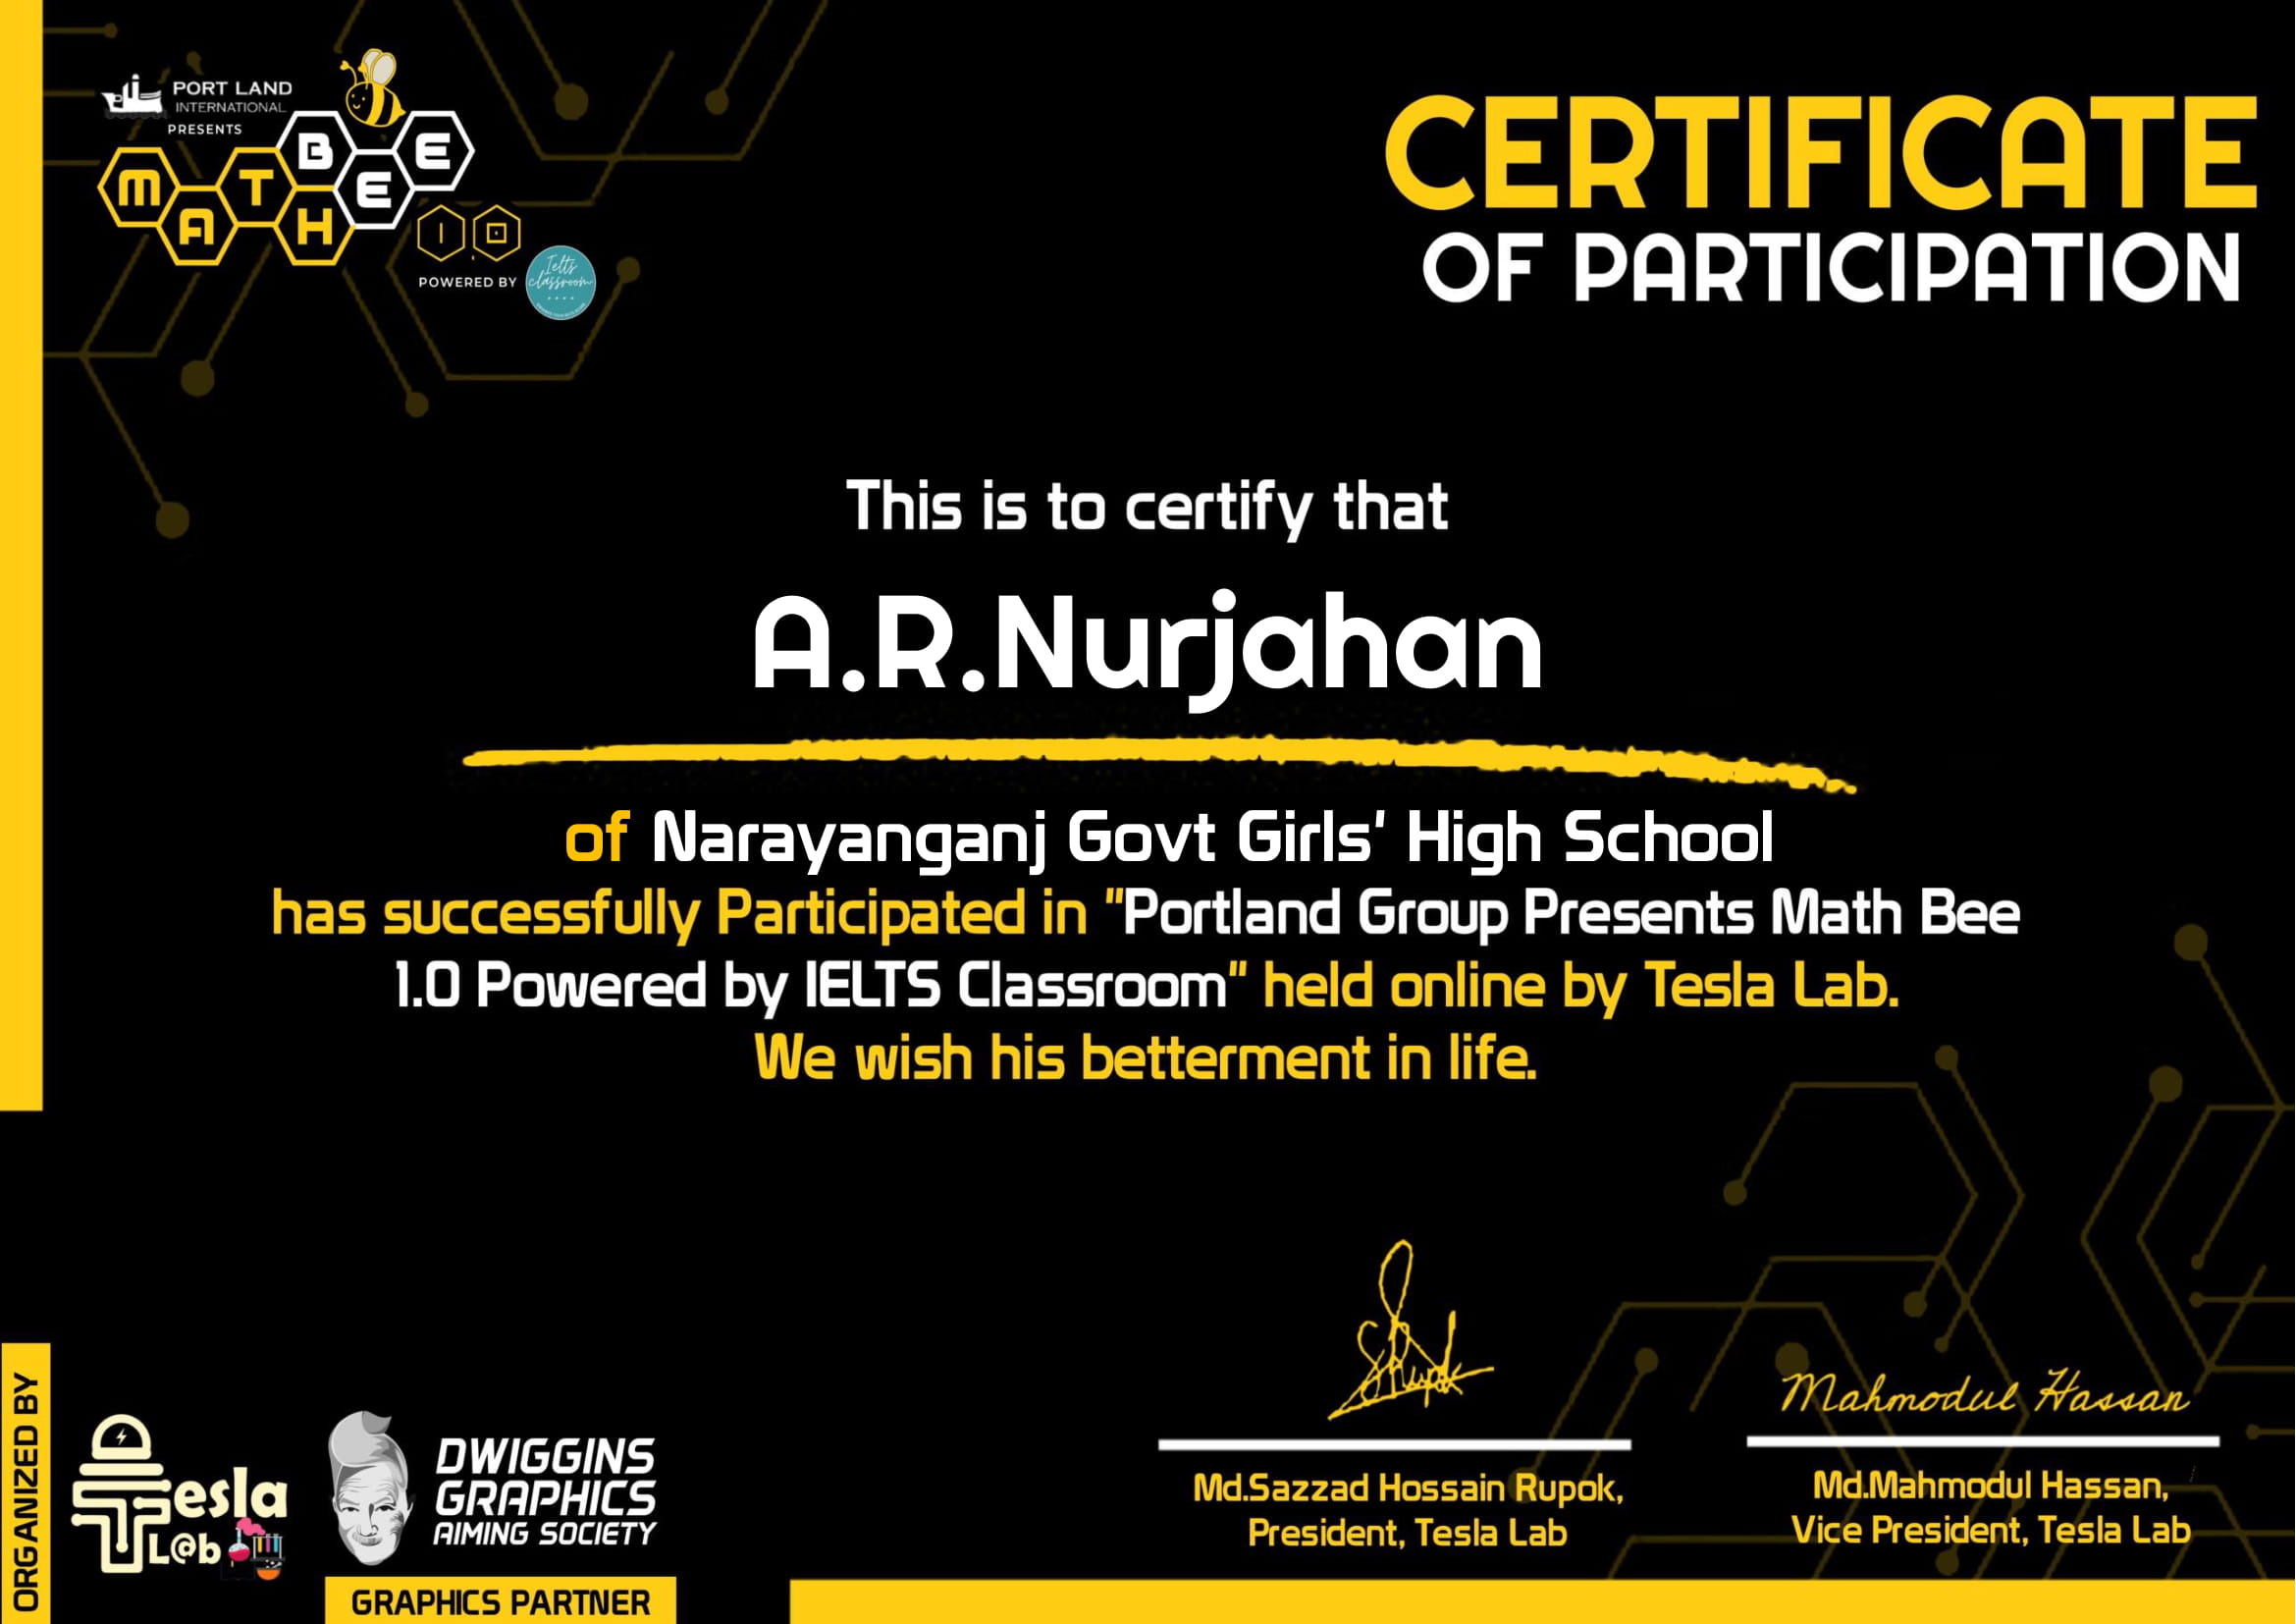 PORT LAND
INTERNATIONAL
PRESENTS
MATH BEE
1.0
POWERED BY
Ielts
classroom
CERTIFICATE
OF PARTICIPATION
This is to certify that
A.R.Nurjahan
of Narayanganj Govt Girls' High School
has successfully Participated in "Portland Group Presents Math Bee
1.0 Powered by IELTS Classroom" held online by Tesla Lab.
We wish his betterment in life.
Rupok
Mahmodul Hassan
Md.Sazzad Hossain Rupok,
President, Tesla Lab
Md.Mahmodul Hassan,
Vice President, Tesla Lab
ORGANIZED BY
Tesla
L@b
DWIGGINS
GRAPHICS
AIMING SOCIETY
GRAPHICS PARTNER